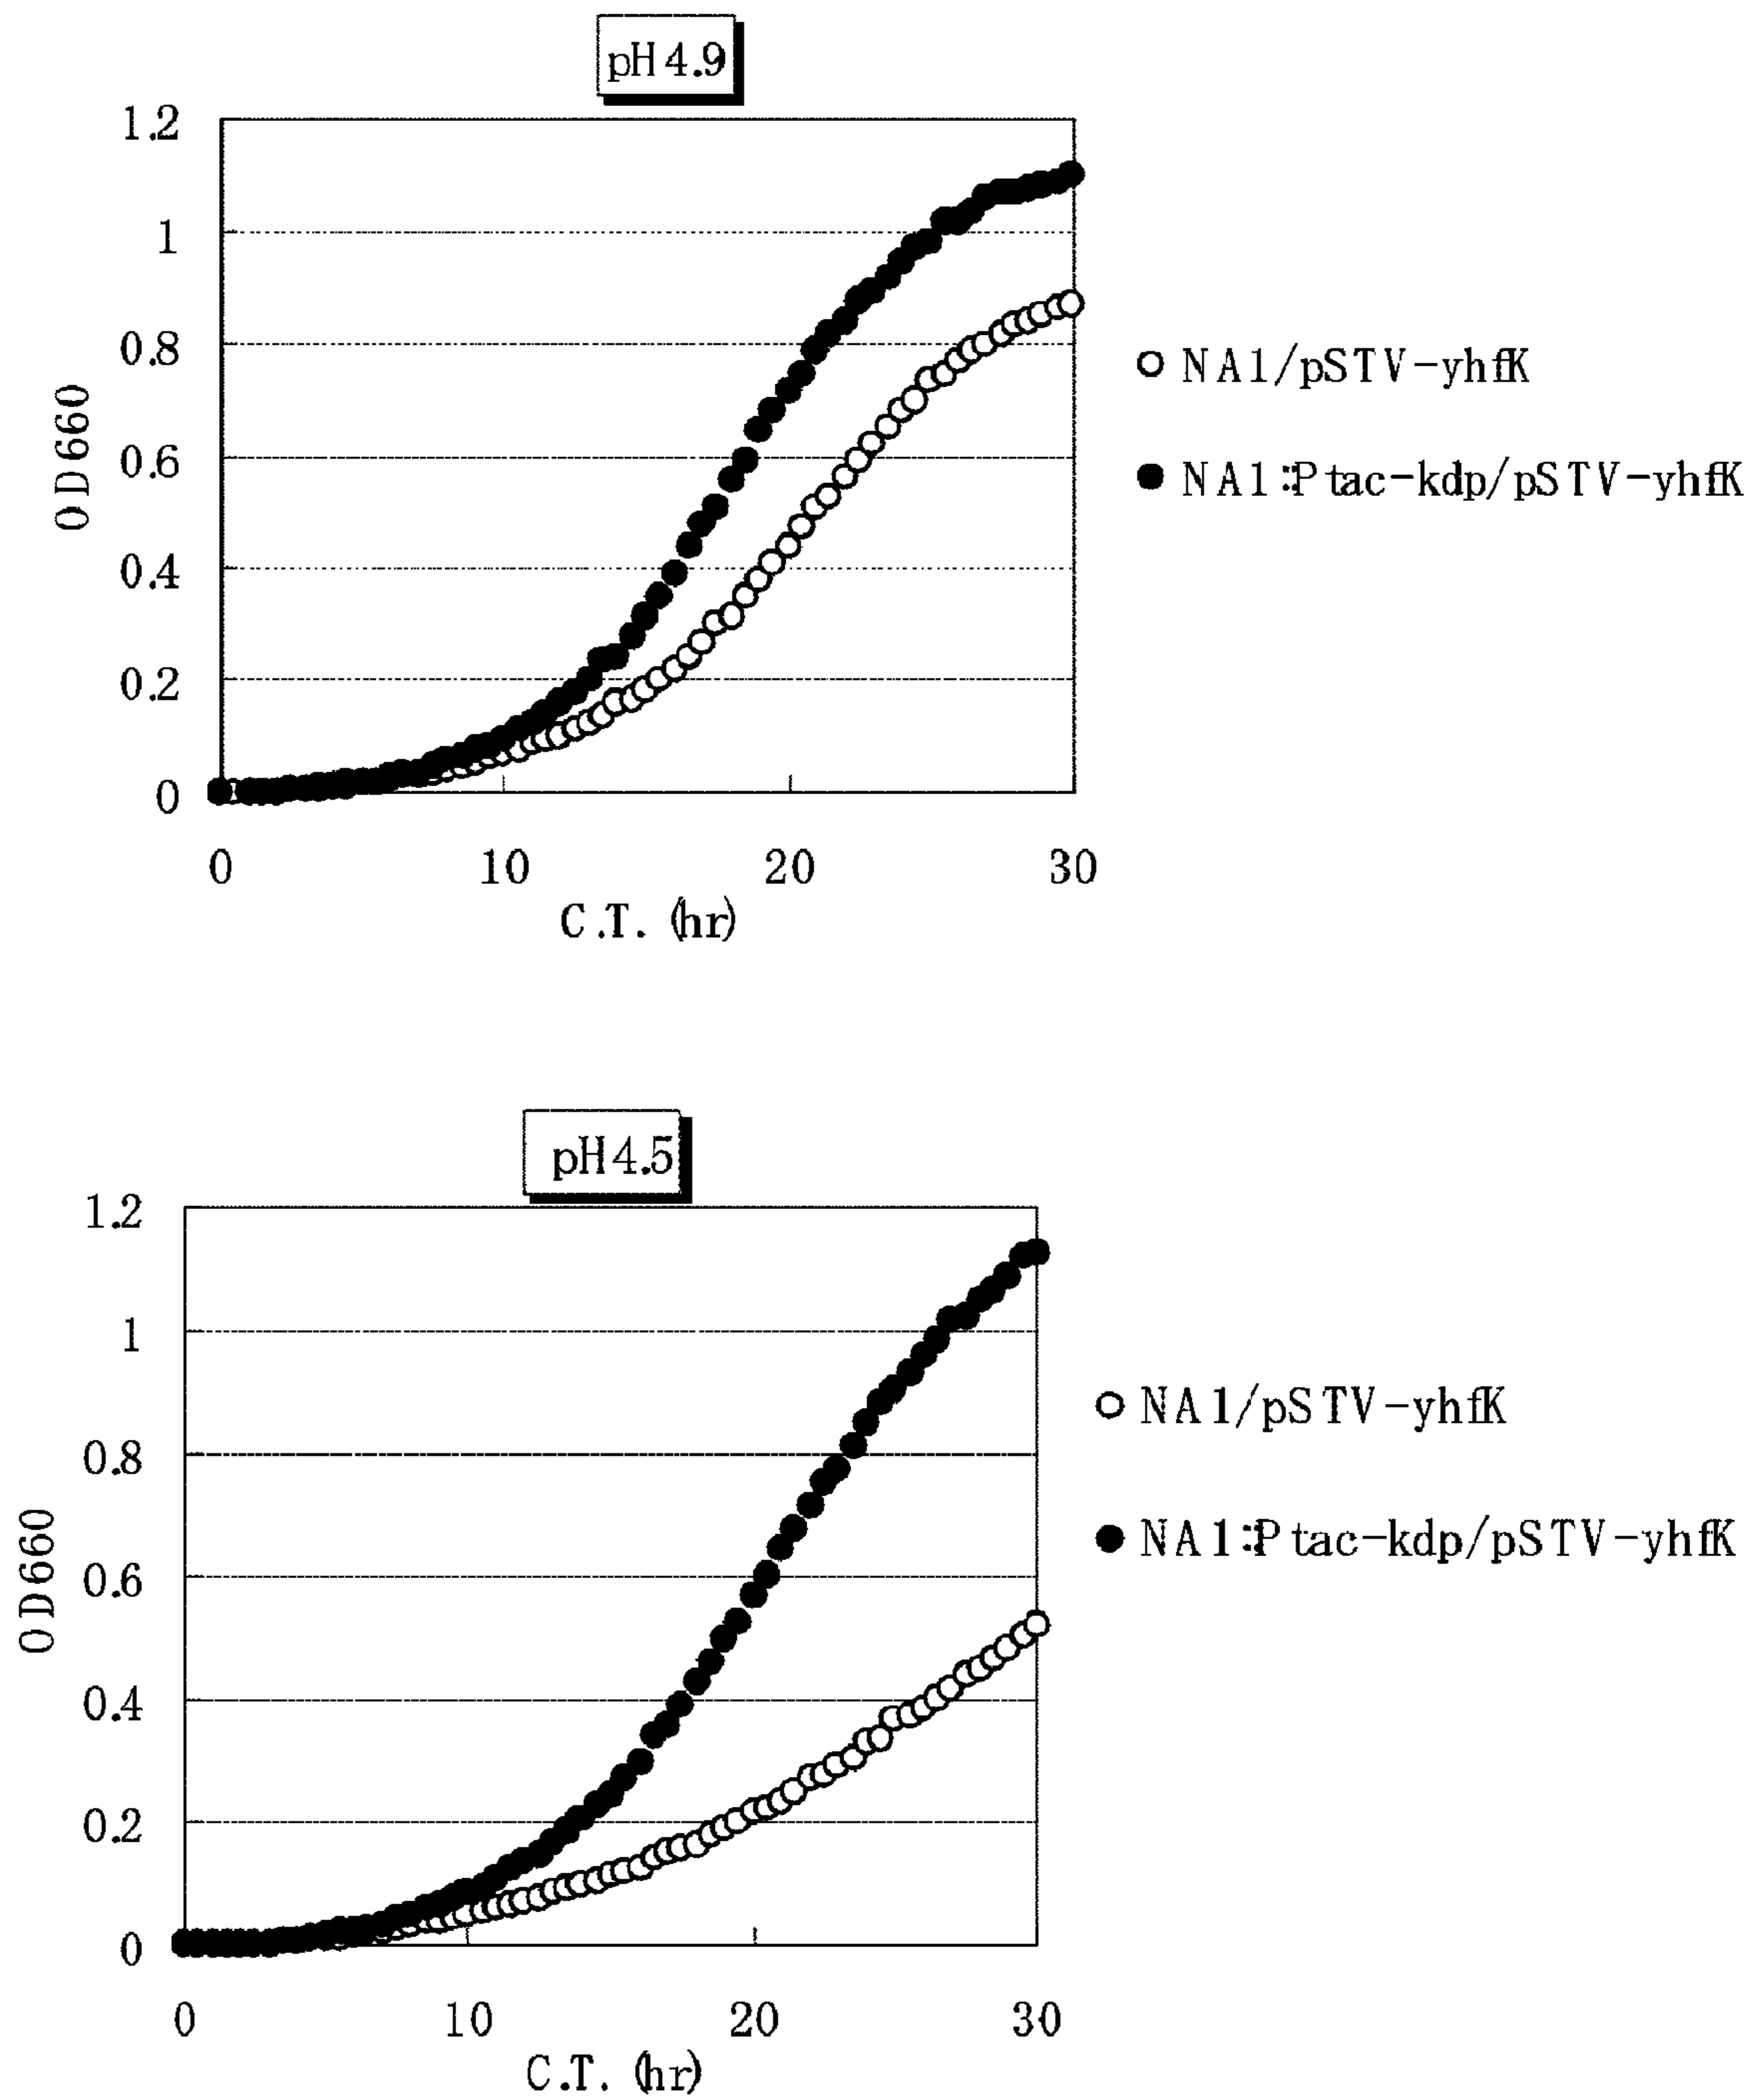 pH4.9
1.2
1
0.8
0.6
0.4
0.2
0
OD660
0 10 20 30
C.T. (hr)
NA1/pSTV-yhfK
NA1::Ptac-kdp/pSTV-yhfK
pH4.5
1.2
1
0.8
0.6
0.4
0.2
0
OD660
0 10 20 30
C.T. (hr)
NA1/pSTV-yhfK
NA1::Ptac-kdp/pSTV-yhfK